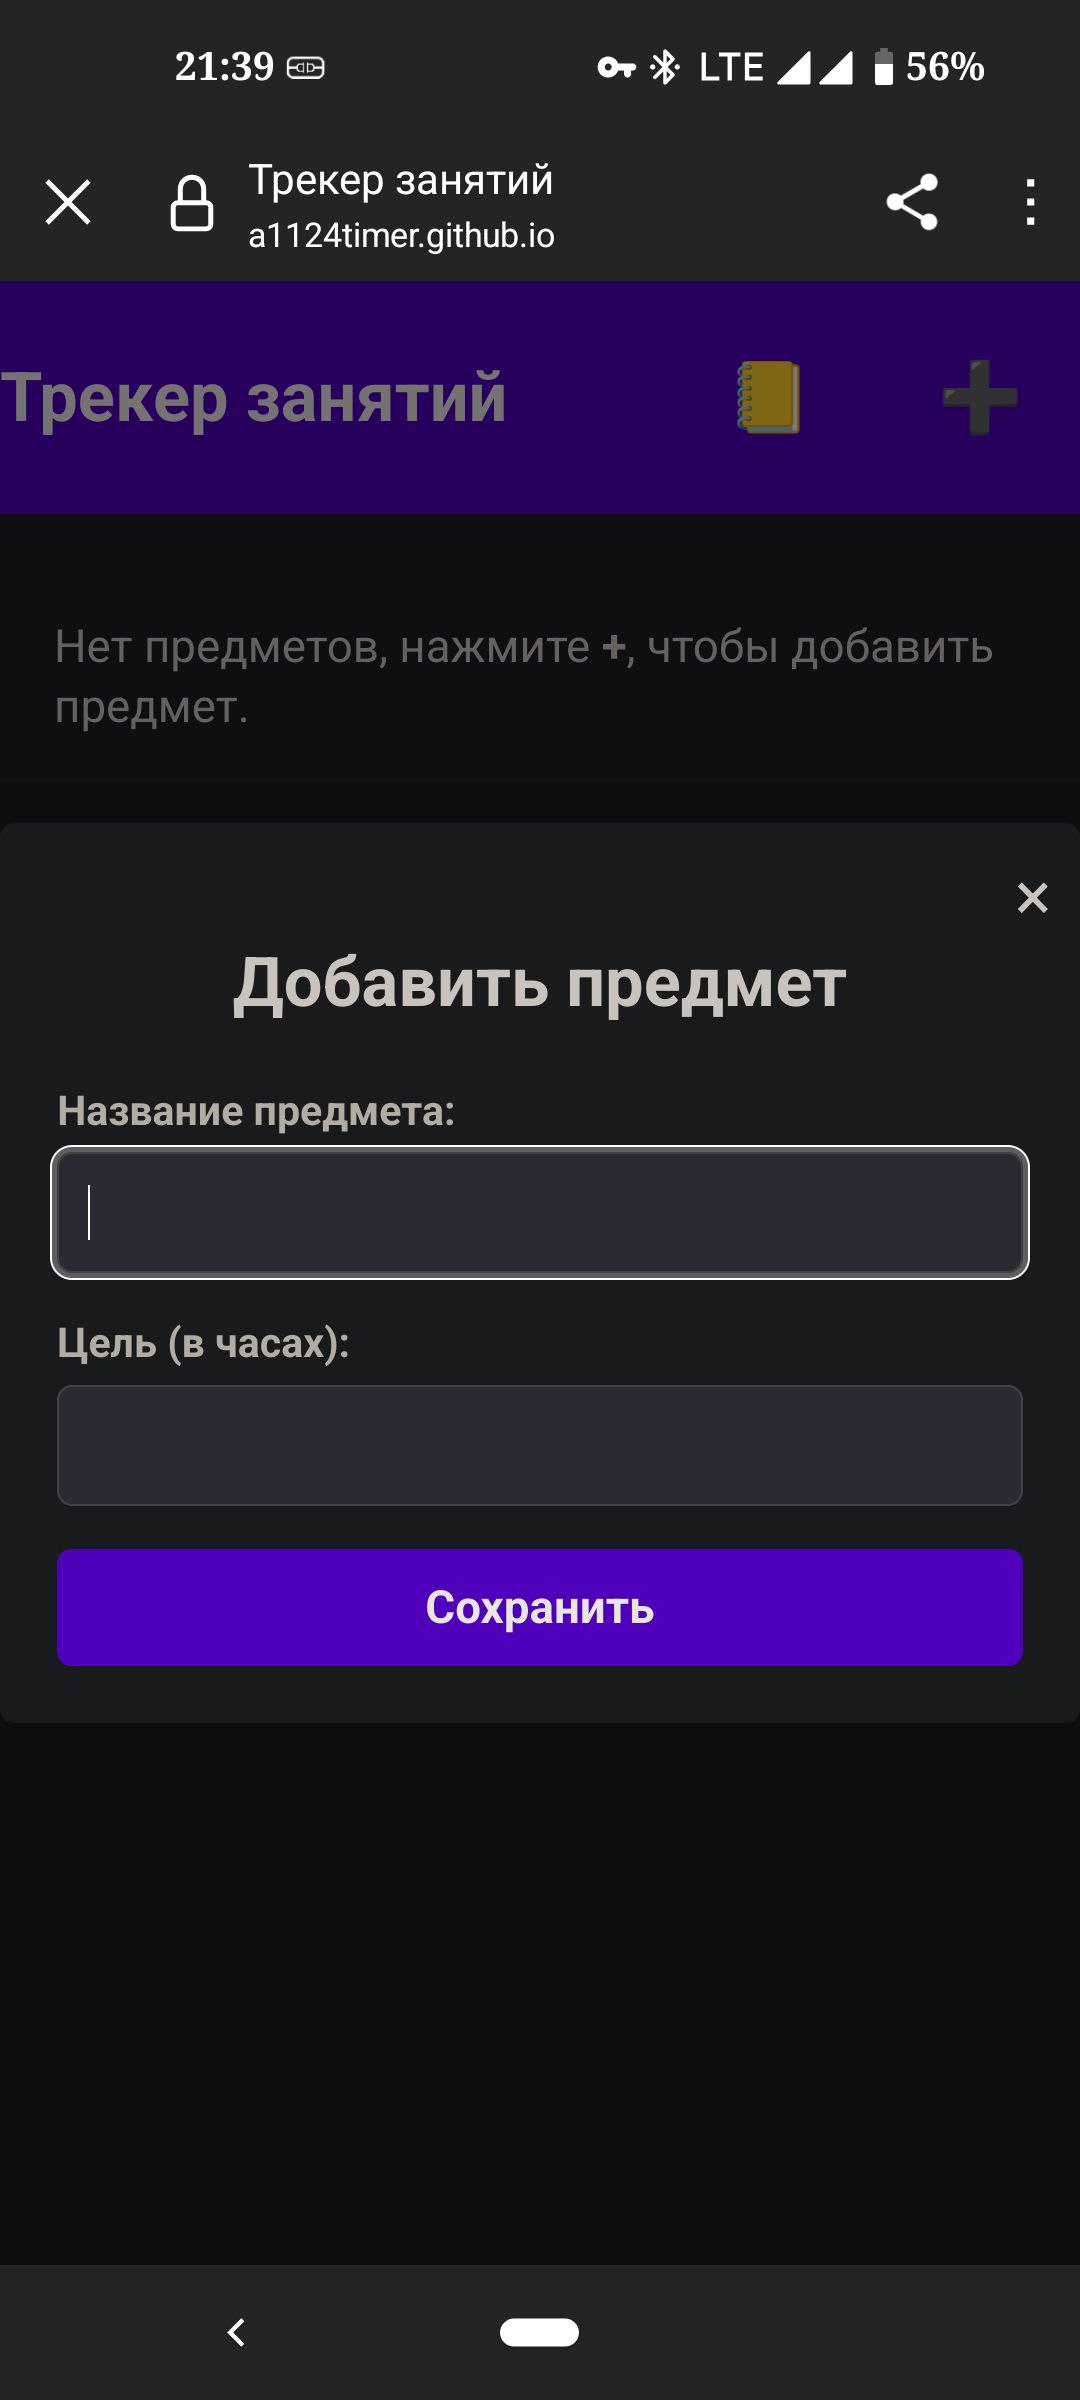 21:39 LTE 56%
Трекер занятий
a1124timer.github.io
Трекер занятий
Нет предметов, нажмите +, чтобы добавить
предмет.
×
Добавить предмет
Название предмета:
Цель (в часах):
Сохранить